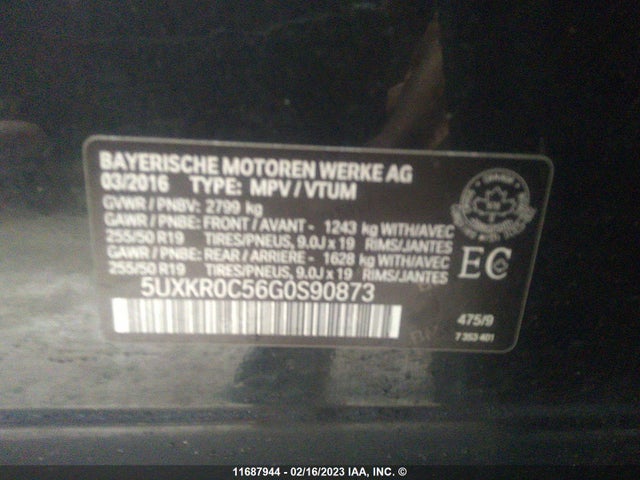 BAYERISCHE MOTOREN WERKE AG
03/2016 TYPE: MPV / VTUM
GVWR / PNBV: 2799 kg
GAWR / PNBE: FRONT / AVANT - 1243 kg WITH/AVEC
255/50 R19 TIRES/PNEUS, 9.0J x 19 RIMS/JANTES
GAWR / PNBE: REAR / ARRIERE - 1628 kg WITH/AVEC
255/50 R19 TIRES/PNEUS, 9.0J x 19 RIMS/JANTES
EC
5UXKR0C56G0S90873
475/9
7 353 401
11687944 - 02/16/2023 IAA, INC. ©